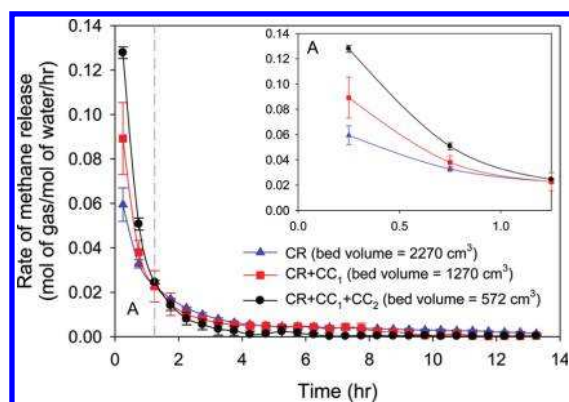 Rate of methane release
(mol of gas/mol of water/hr)
0.14
0.12
0.10
0.08
0.06
0.04
0.02
0.00
A
A
0.14
0.12
0.10
0.08
0.06
0.04
0.02
0.00
0.0 0.5 1.0
CR (bed volume = 2270 cm³)
CR+CC₁ (bed volume = 1270 cm³)
CR+CC₁+CC₂ (bed volume = 572 cm³)
0 2 4 6 8 10 12 14
Time (hr)